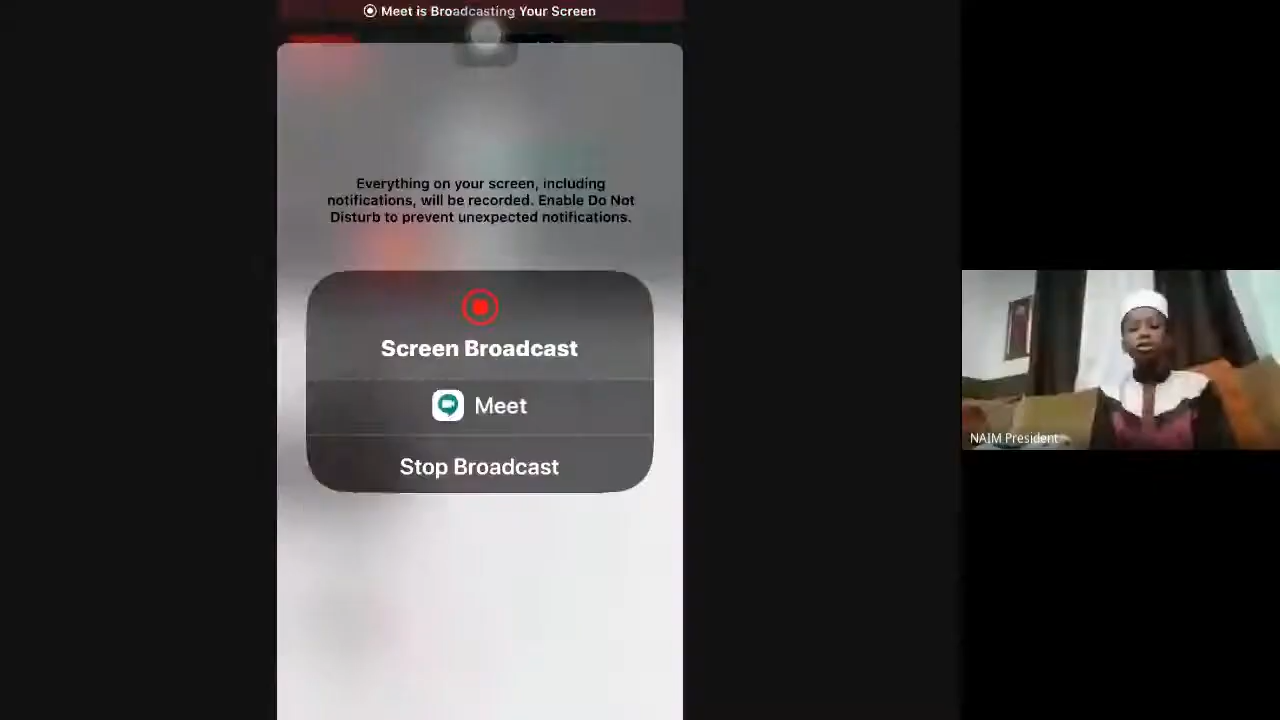 Meet is Broadcasting Your Screen
Everything on your screen, including
notifications, will be recorded. Enable Do Not
Disturb to prevent unexpected notifications.
Screen Broadcast
Meet
Stop Broadcast
NAIM President